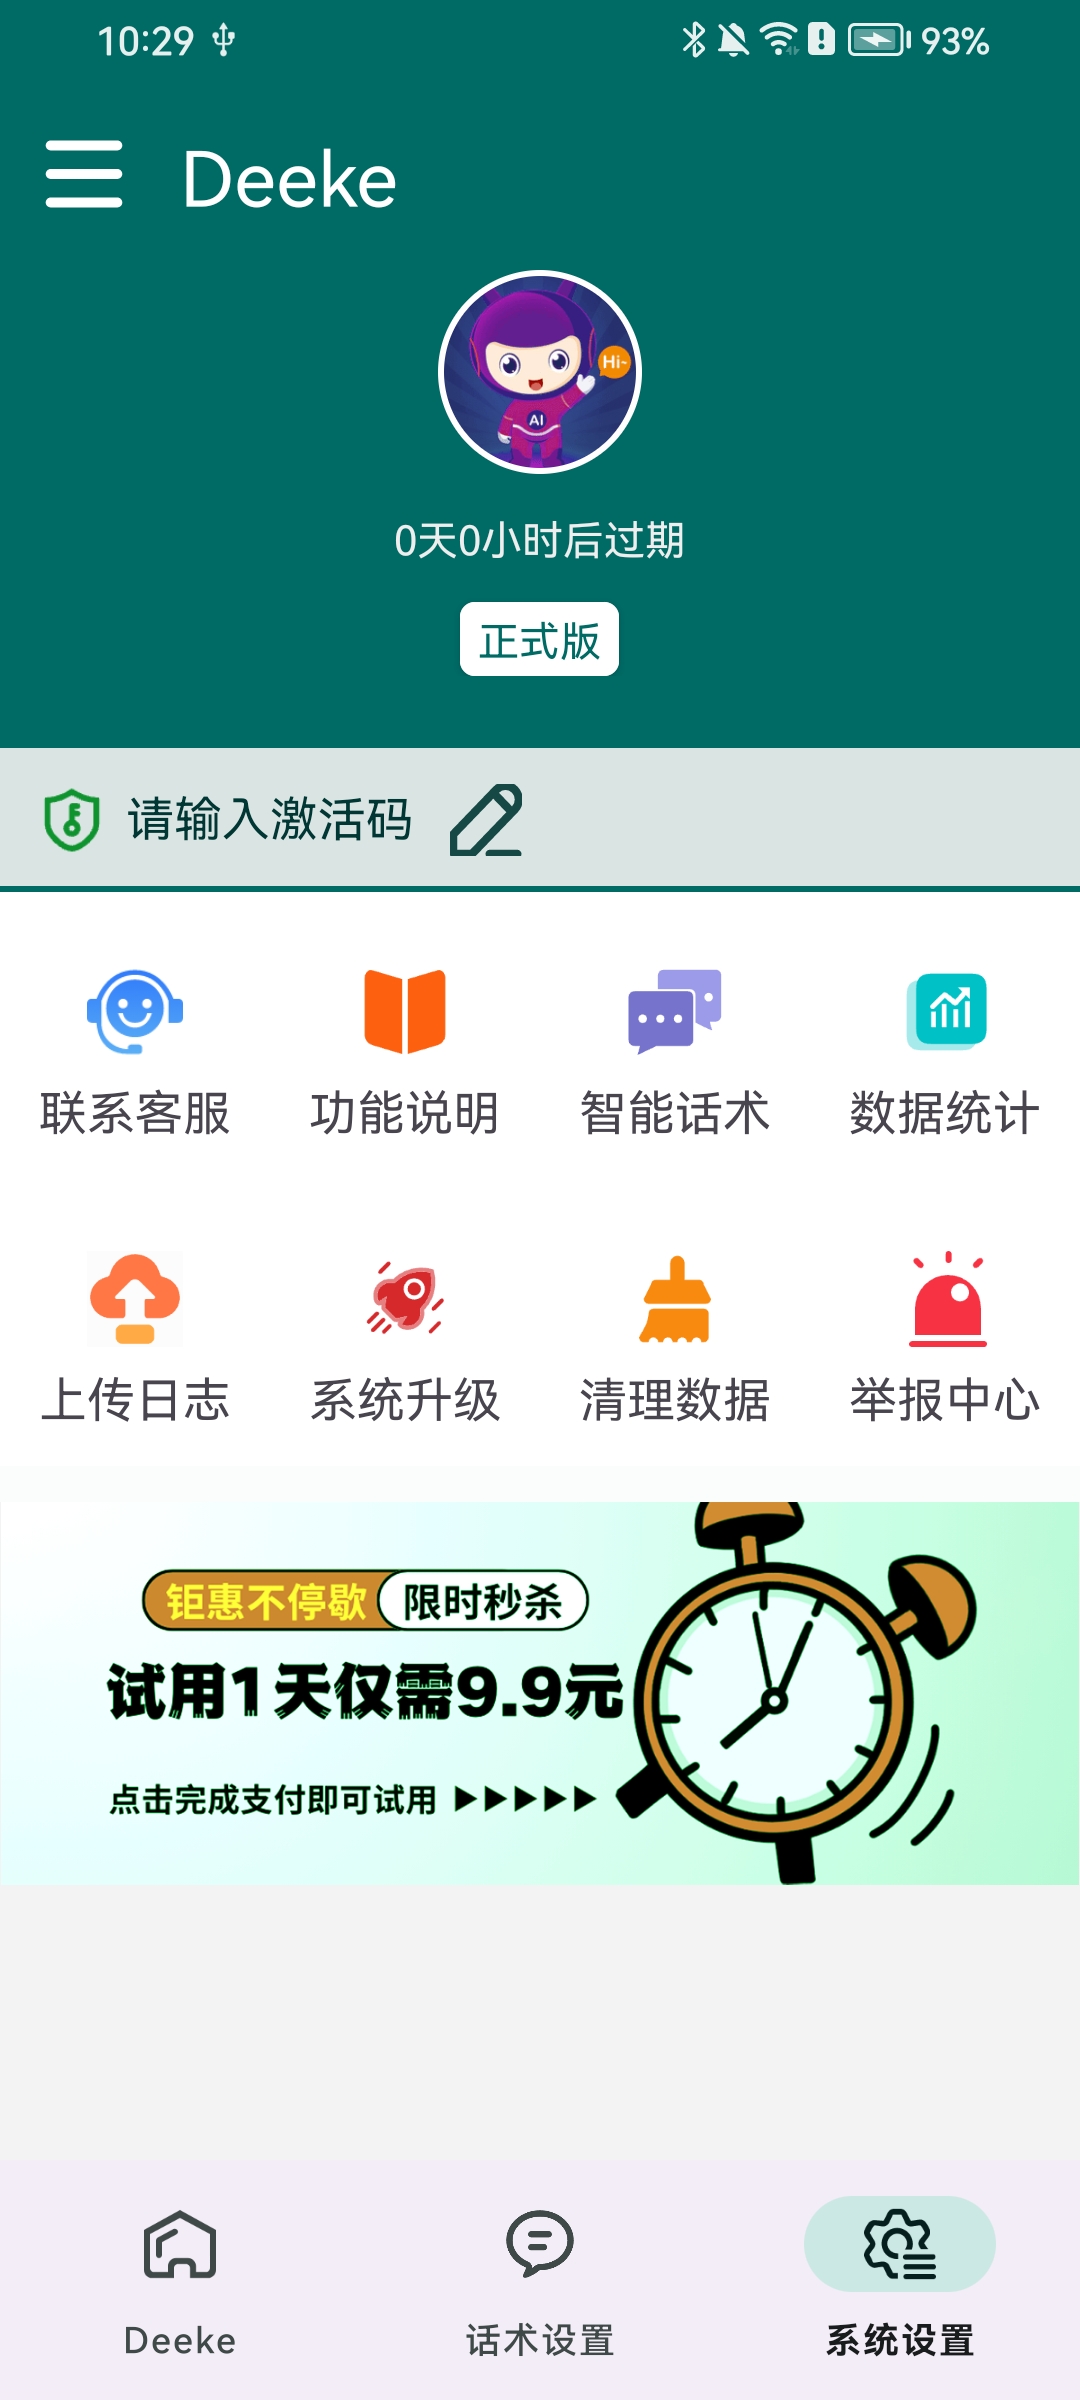 10:29
93%
Deeke
Hi~
AI
0天0小时后过期
正式版
请输入激活码
联系客服 功能说明 智能话术 数据统计
上传日志 系统升级 清理数据 举报中心
钜惠不停歇 限时秒杀
试用1天仅需9.9元
点击完成支付即可试用
Deeke 话术设置 系统设置